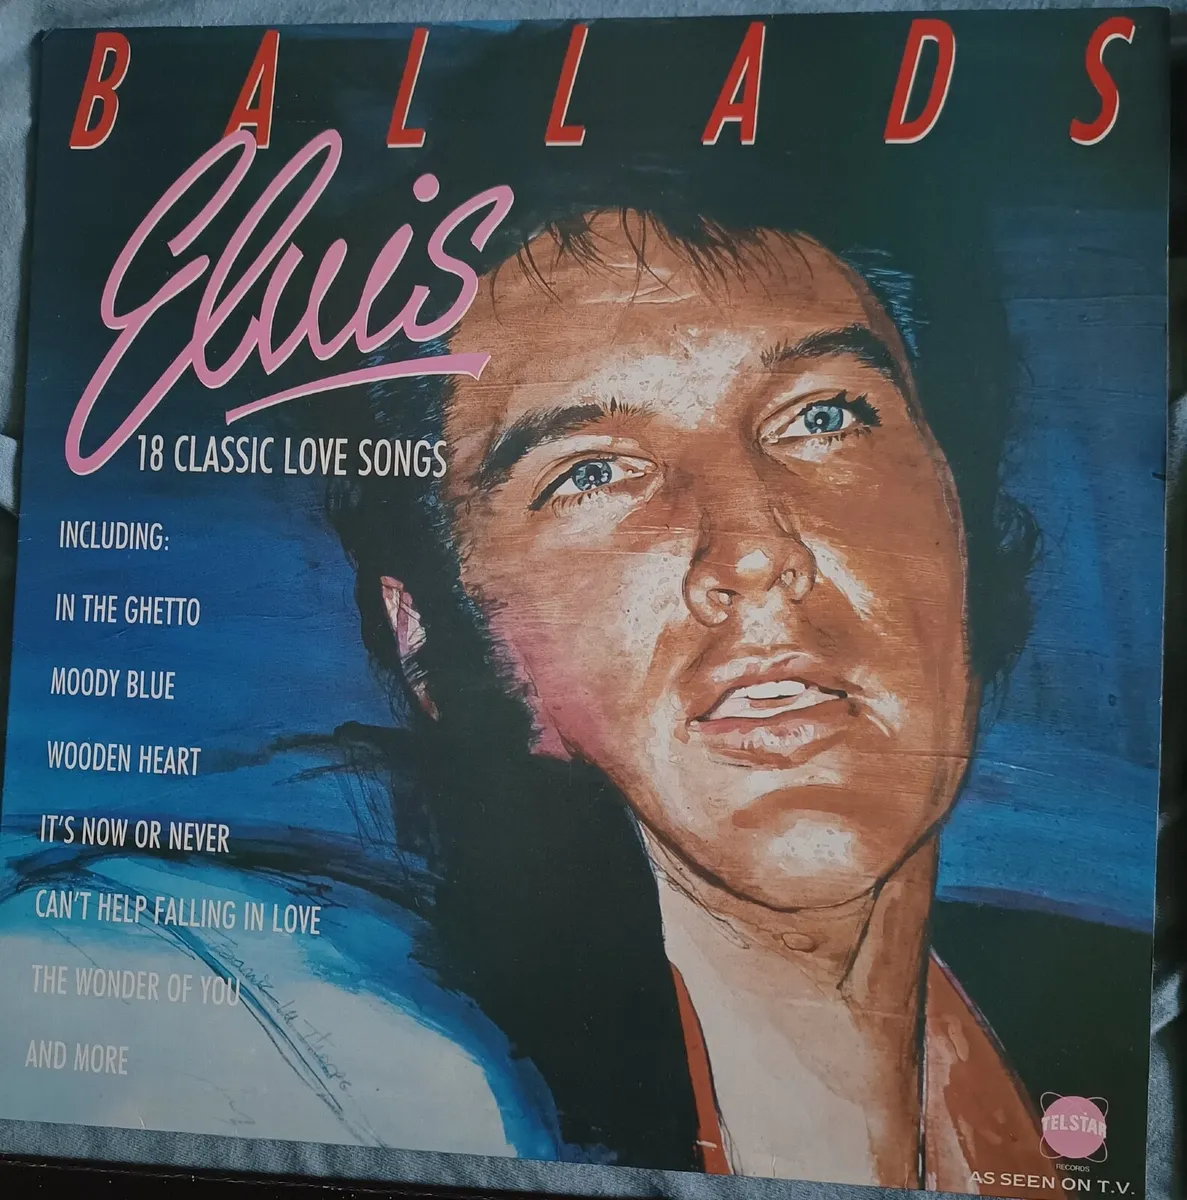 BALLADS
Elvis
18 CLASSIC LOVE SONGS
INCLUDING:
IN THE GHETTO
MOODY BLUE
WOODEN HEART
IT'S NOW OR NEVER
CAN'T HELP FALLING IN LOVE
THE WONDER OF YOU
AND MORE
TELSTAR
RECORDS
AS SEEN ON T.V.